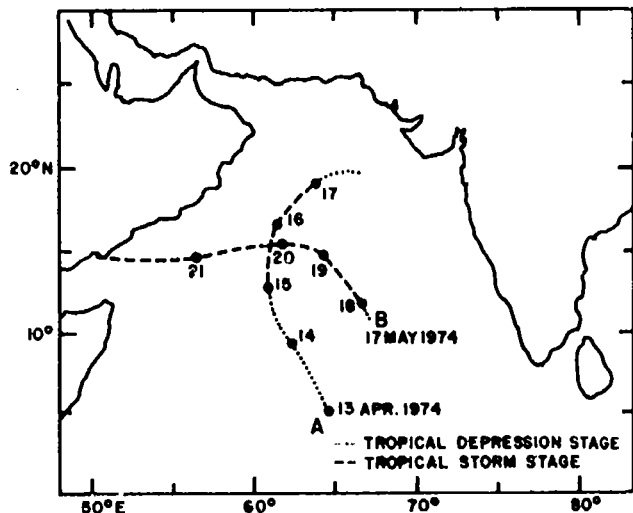 20°N
17
16
20
19
21
15
18
B
17 MAY 1974
10°
14
13 APR. 1974
A
··· TROPICAL DEPRESSION STAGE
--- TROPICAL STORM STAGE
50°E
60°
70°
80°